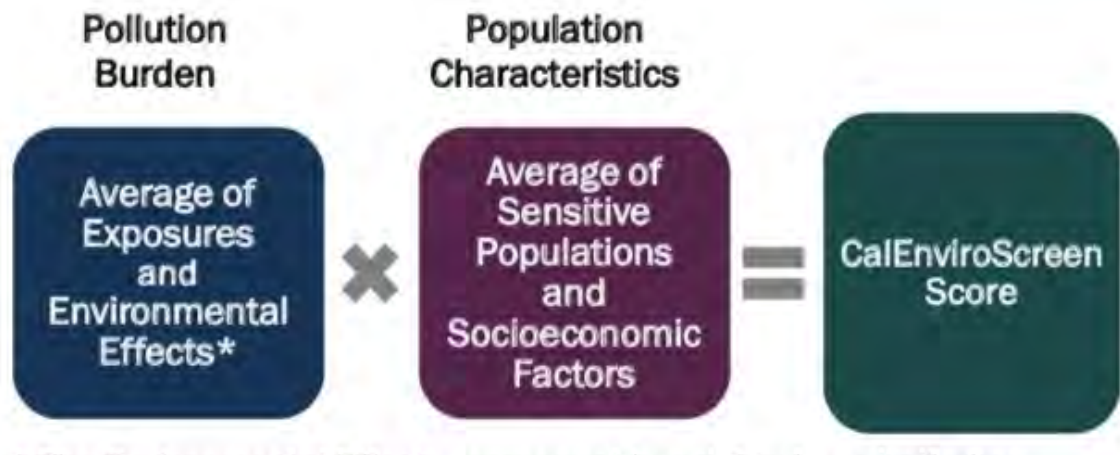 Pollution
Burden
Population
Characteristics
Average of
Exposures
and
Environmental
Effects*
Average of
Sensitive
Populations
and
Socioeconomic
Factors
CalEnviroScreen
Score